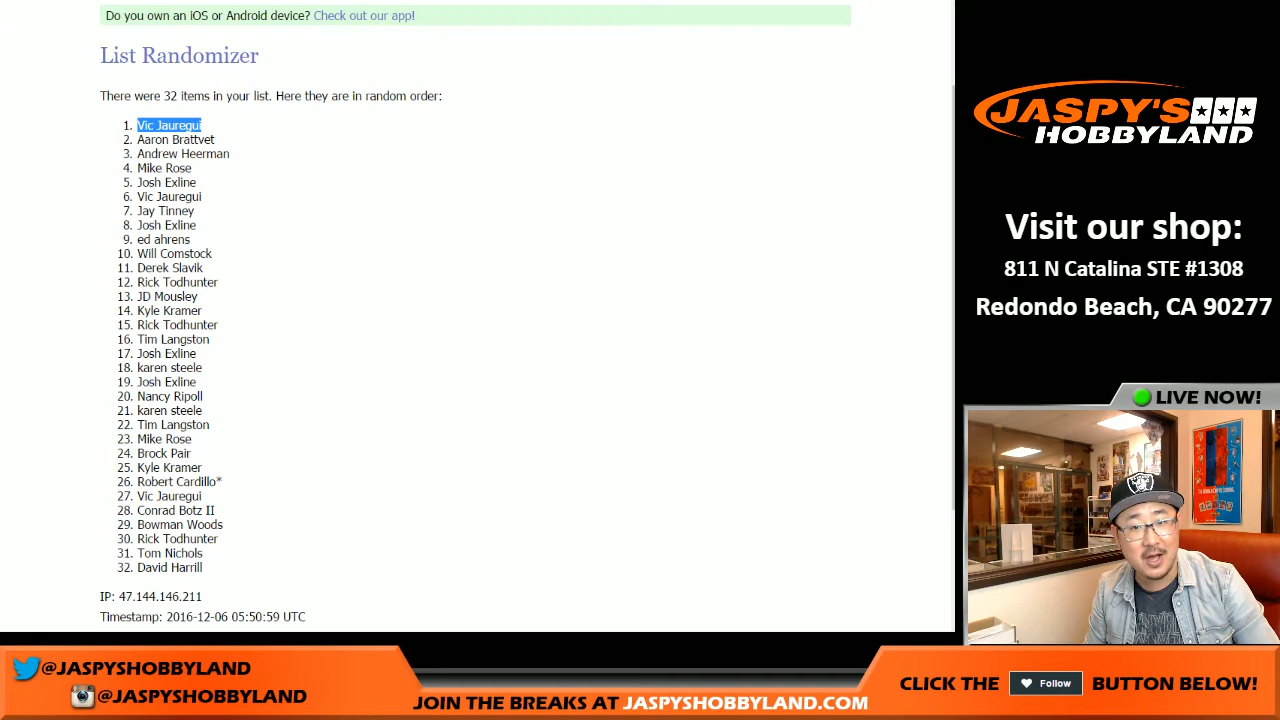 Do you own an iOS or Android device? Check out our app!
List Randomizer
There were 32 items in your list. Here they are in random order:
1. Vic Jauregui
2. Aaron Brattvet
3. Andrew Heerman
4. Mike Rose
5. Josh Exline
6. Vic Jauregui
7. Jay Tinney
8. Josh Exline
9. ed ahrens
10. Will Comstock
11. Derek Slavik
12. Rick Todhunter
13. JD Mousley
14. Kyle Kramer
15. Rick Todhunter
16. Tim Langston
17. Josh Exline
18. karen steele
19. Josh Exline
20. Nancy Ripoll
21. karen steele
22. Tim Langston
23. Mike Rose
24. Brock Pair
25. Kyle Kramer
26. Robert Cardillo*
27. Vic Jauregui
28. Conrad Botz II
29. Bowman Woods
30. Rick Todhunter
31. Tom Nichols
32. David Harrill
IP: 47.144.146.211
Timestamp: 2016-12-06 05:50:59 UTC
JASPY'S
HOBBYLAND
Visit our shop:
811 N Catalina STE #1308
Redondo Beach, CA 90277
LIVE NOW!
@JASPYSHOBBYLAND
@JASPYSHOBBYLAND
JOIN THE BREAKS AT JASPYSHOBBYLAND.COM
CLICK THE Follow BUTTON BELOW!